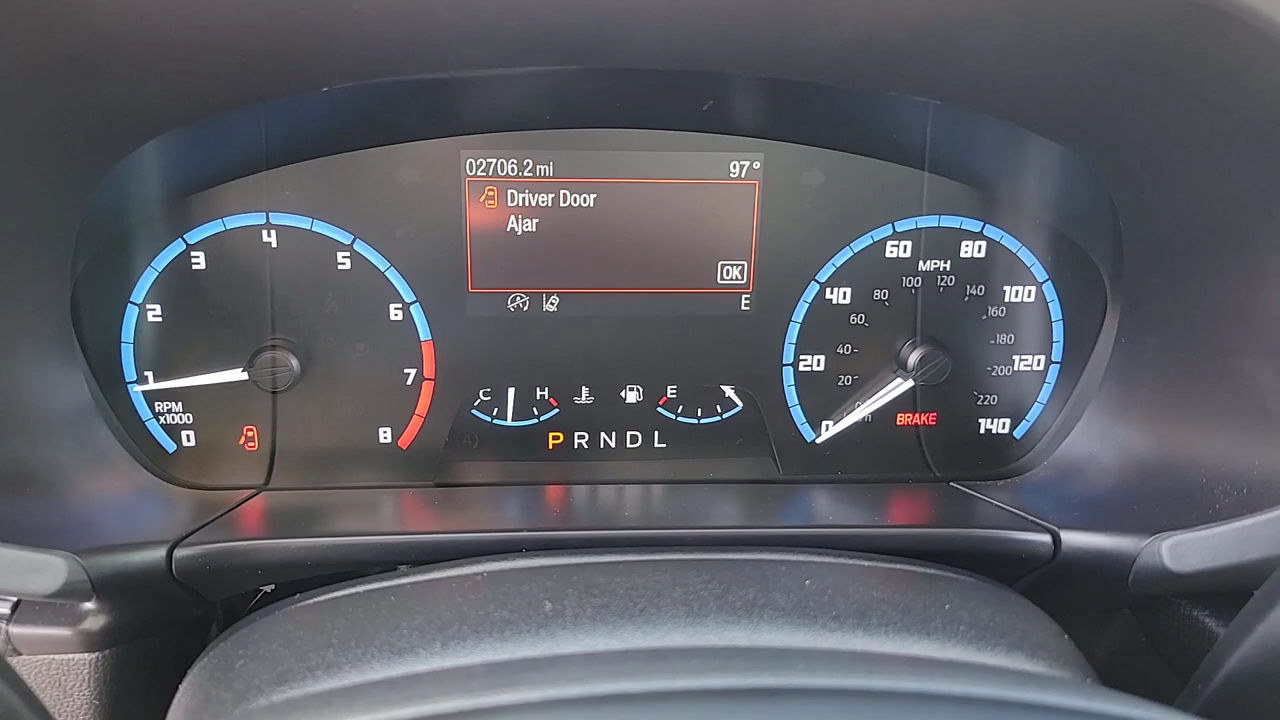 02706.2 mi 97°
Driver Door
Ajar
OK
E
0 1 2 3 4 5 6 7 8
RPM
x1000
C H
E
P R N D L
0 20 40 60 80 100 120 140
MPH
20 40 60 80 100 120 140 160 180 200 220
BRAKE